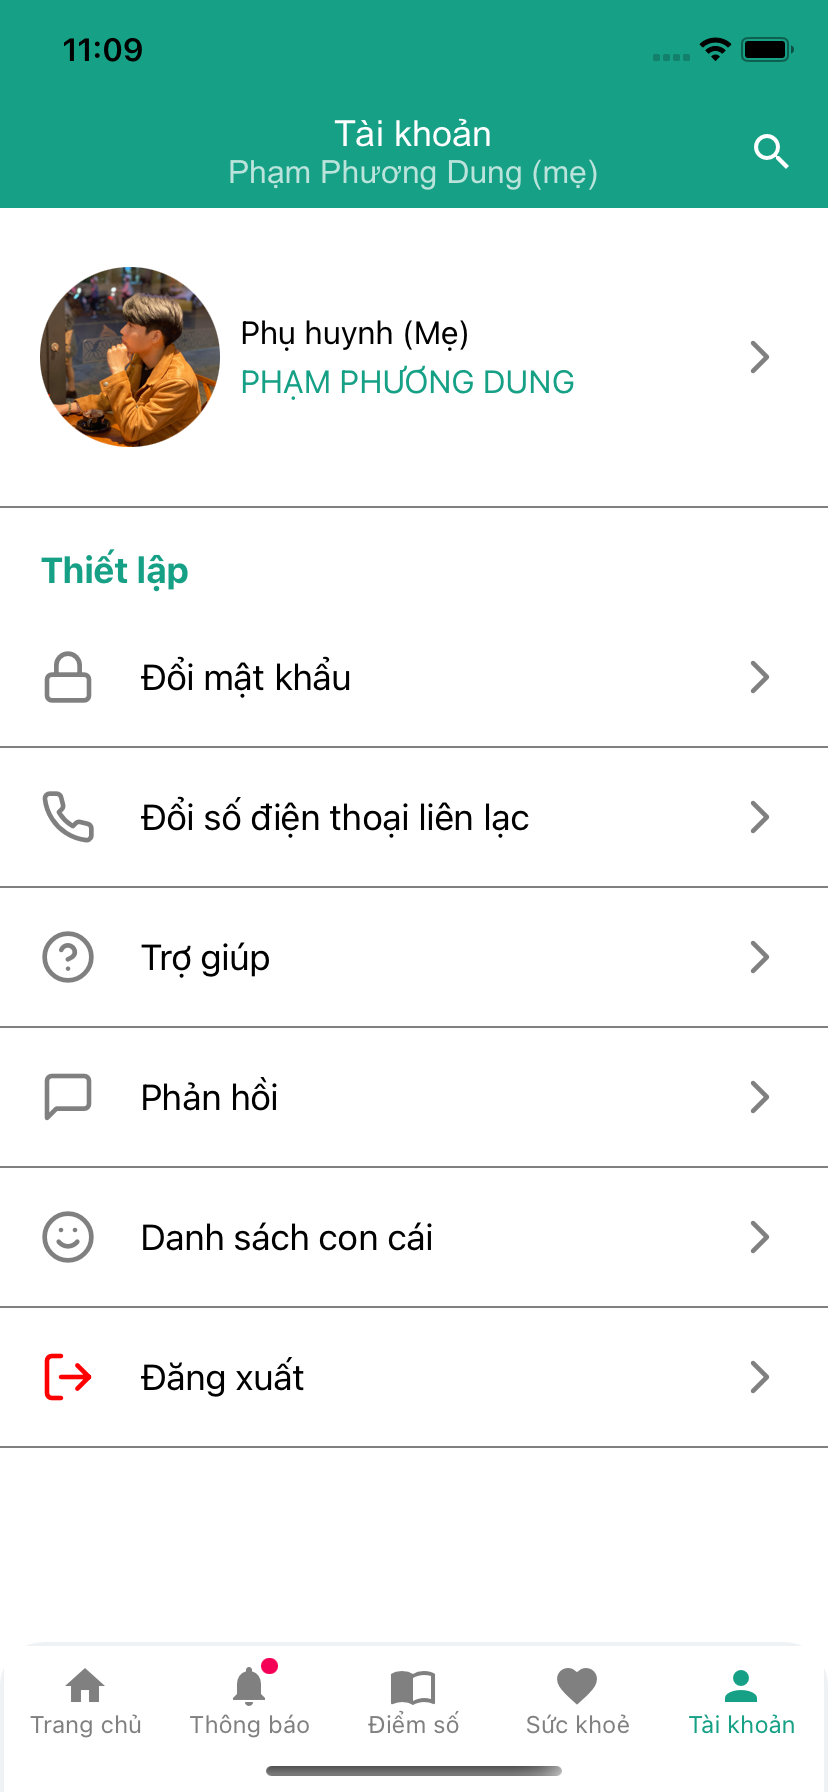 11:09
Tài khoản
Phạm Phương Dung (mẹ)
Phụ huynh (Mẹ)
PHẠM PHƯƠNG DUNG
Thiết lập
Đổi mật khẩu
Đổi số điện thoại liên lạc
Trợ giúp
Phản hồi
Danh sách con cái
Đăng xuất
Trang chủ Thông báo Điểm số Sức khoẻ Tài khoản